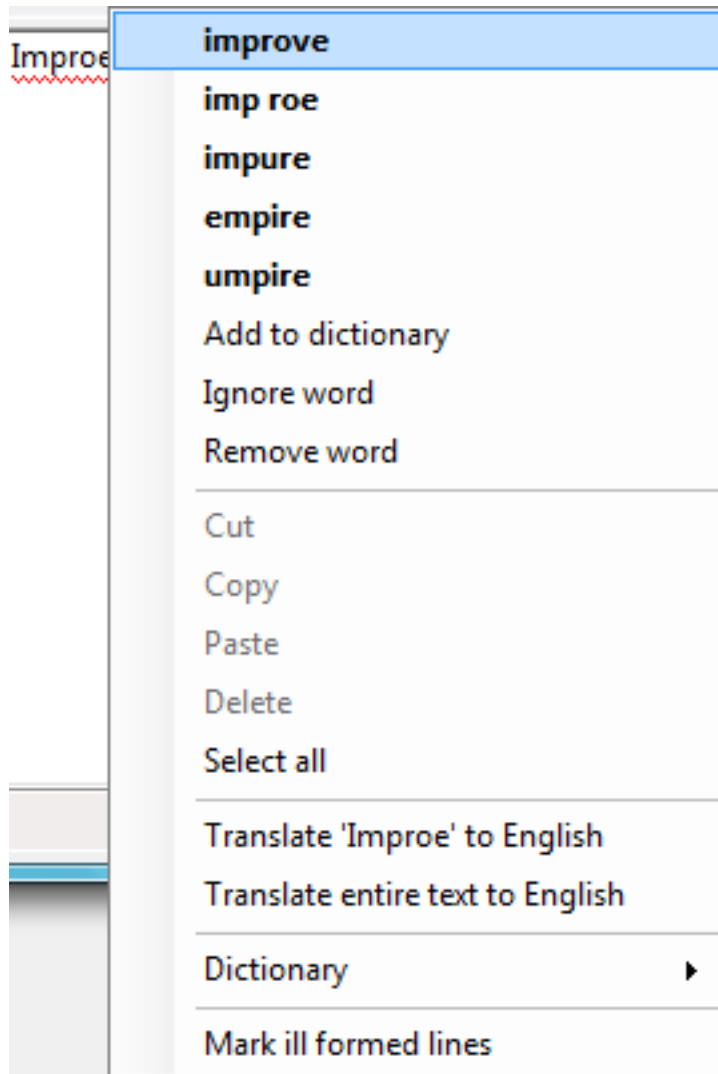 Improe
improve
imp roe
impure
empire
umpire
Add to dictionary
Ignore word
Remove word
Cut
Copy
Paste
Delete
Select all
Translate 'Improe' to English
Translate entire text to English
Dictionary
Mark ill formed lines